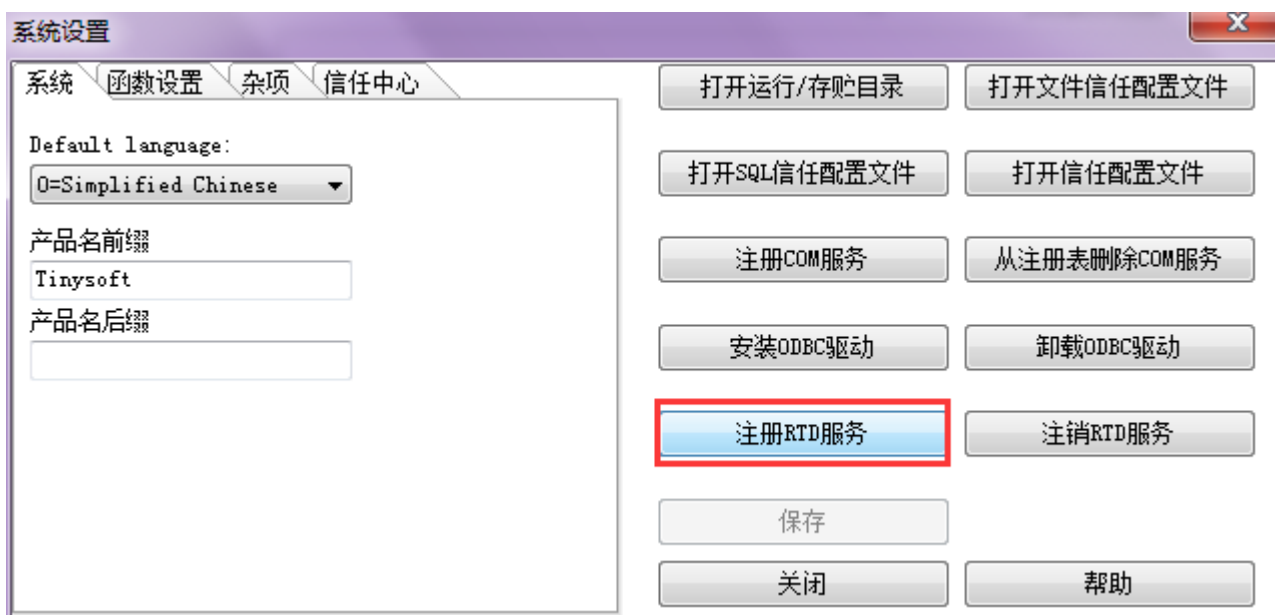 系统设置
系统 函数设置 杂项 信任中心
Default language:
0=Simplified Chinese
产品名前缀
Tinysoft
产品名后缀
打开运行/存贮目录 打开文件信任配置文件
打开SQL信任配置文件 打开信任配置文件
注册COM服务 从注册表删除COM服务
安装ODBC驱动 卸载ODBC驱动
注册RTD服务 注销RTD服务
保存
关闭 帮助